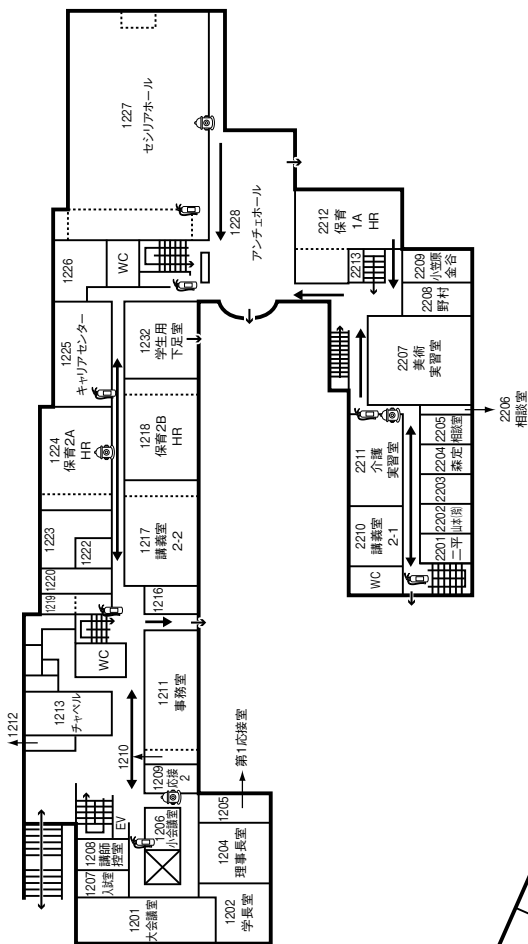 1227
セシリアホール
1228
アンチェホール
2212
保育
1A
HR
1226
WC
2213
2209
小笠原
金谷
2208
野村
1225
キャリアセンター
1232
学生用
下足室
2207
美術
実習室
2206
相談室
1224
保育2A
HR
1218
保育2B
HR
2211
介護
実習室
2205
相談室
2204
森定
2203
2202
山本(裕)
2201
二平
2210
講義室
2-1
WC
1223
1222
1220
1219
1217
講義室
2-2
1216
WC
1212
1213
チャペル
1210
1211
事務室
1209
応接
2
第1応接室
EV
1208
講師
控室
1207
入試室
1206
小会議室
1205
1204
理事長室
1201
大会議室
1202
学長室